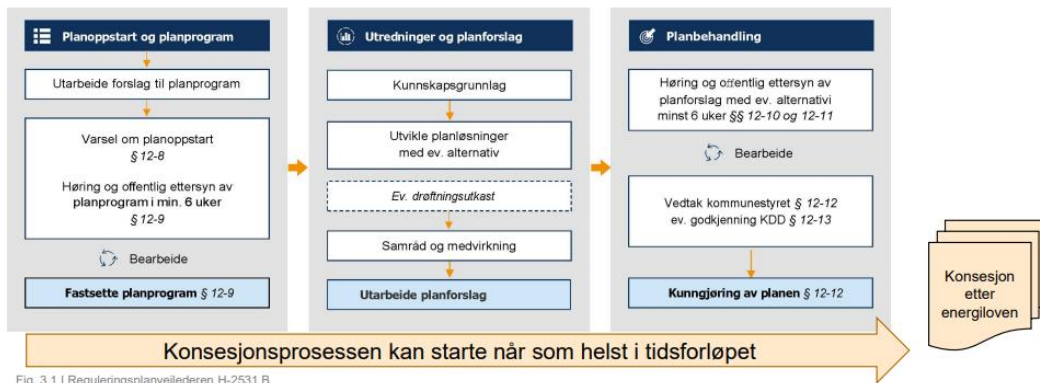 Planoppstart og planprogram
Utarbeide forslag til planprogram
Varsel om planoppstart
§ 12-8
Høring og offentlig ettersyn av
planprogram i min. 6 uker
§ 12-9
Bearbeide
Fastsette planprogram § 12-9
Utredninger og planforslag
Kunnskapsgrunnlag
Utvikle planløsninger
med ev. alternativ
Ev. drøftningsutkast
Samråd og medvirkning
Utarbeide planforslag
Planbehandling
Høring og offentlig ettersyn av
planforslag med ev. alternativi
minst 6 uker §§ 12-10 og 12-11
Bearbeide
Vedtak kommunestyret § 12-12
ev. godkjenning KDD § 12-13
Kunngjøring av planen § 12-12
Konsesjon
etter
energiloven
Konsesjonsprosessen kan starte når som helst i tidsforløpet
Fig. 3.1 I Reguleringsplanveilederen H-2531 B